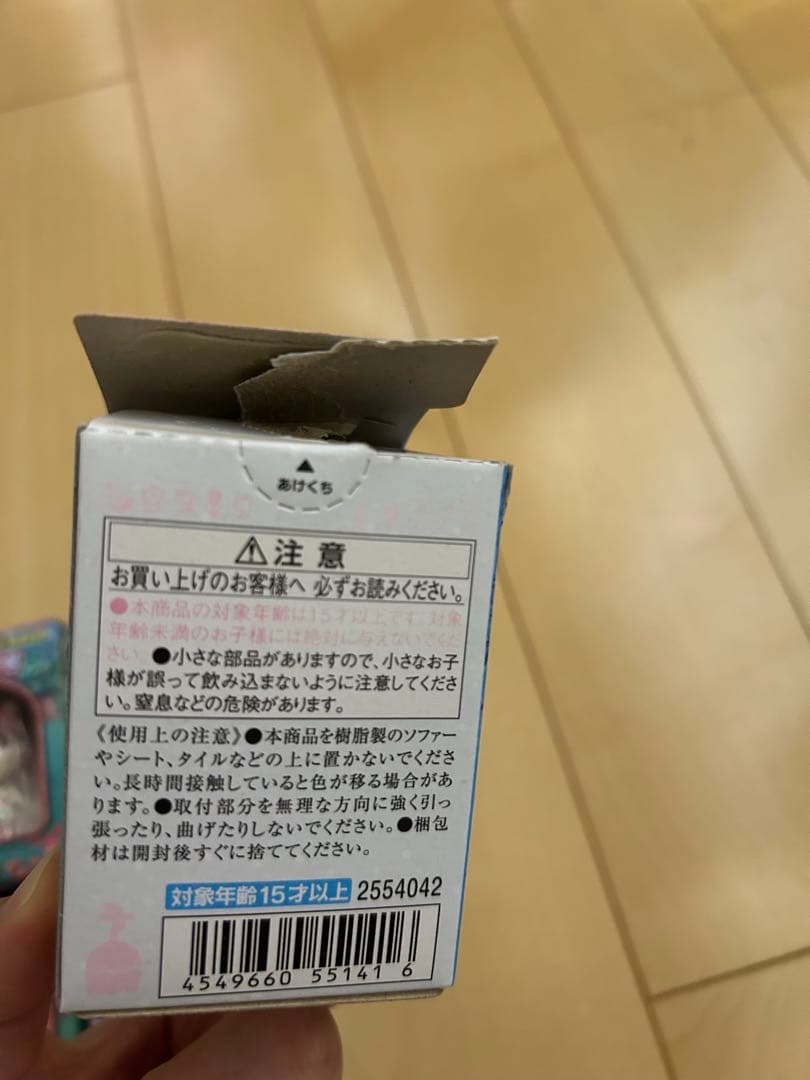 ▲
あけくち
⚠注意
お買い上げのお客様へ 必ずお読みください。
●本商品の対象年齢は15才以上です。対象
年齢未満のお子様には絶対に与えないでくだ
さい。●小さな部品がありますので、小さなお子
様が誤って飲み込まないように注意してくださ
い。窒息などの危険があります。
《使用上の注意》●本商品を樹脂製のソファー
やシート、タイルなどの上に置かないでくださ
い。長時間接触していると色が移る場合があ
ります。●取付部分を無理な方向に強く引っ
張ったり、曲げたりしないでください。●梱包
材は開封後すぐに捨ててください。
対象年齢15才以上 2554042
4549660 55141 6